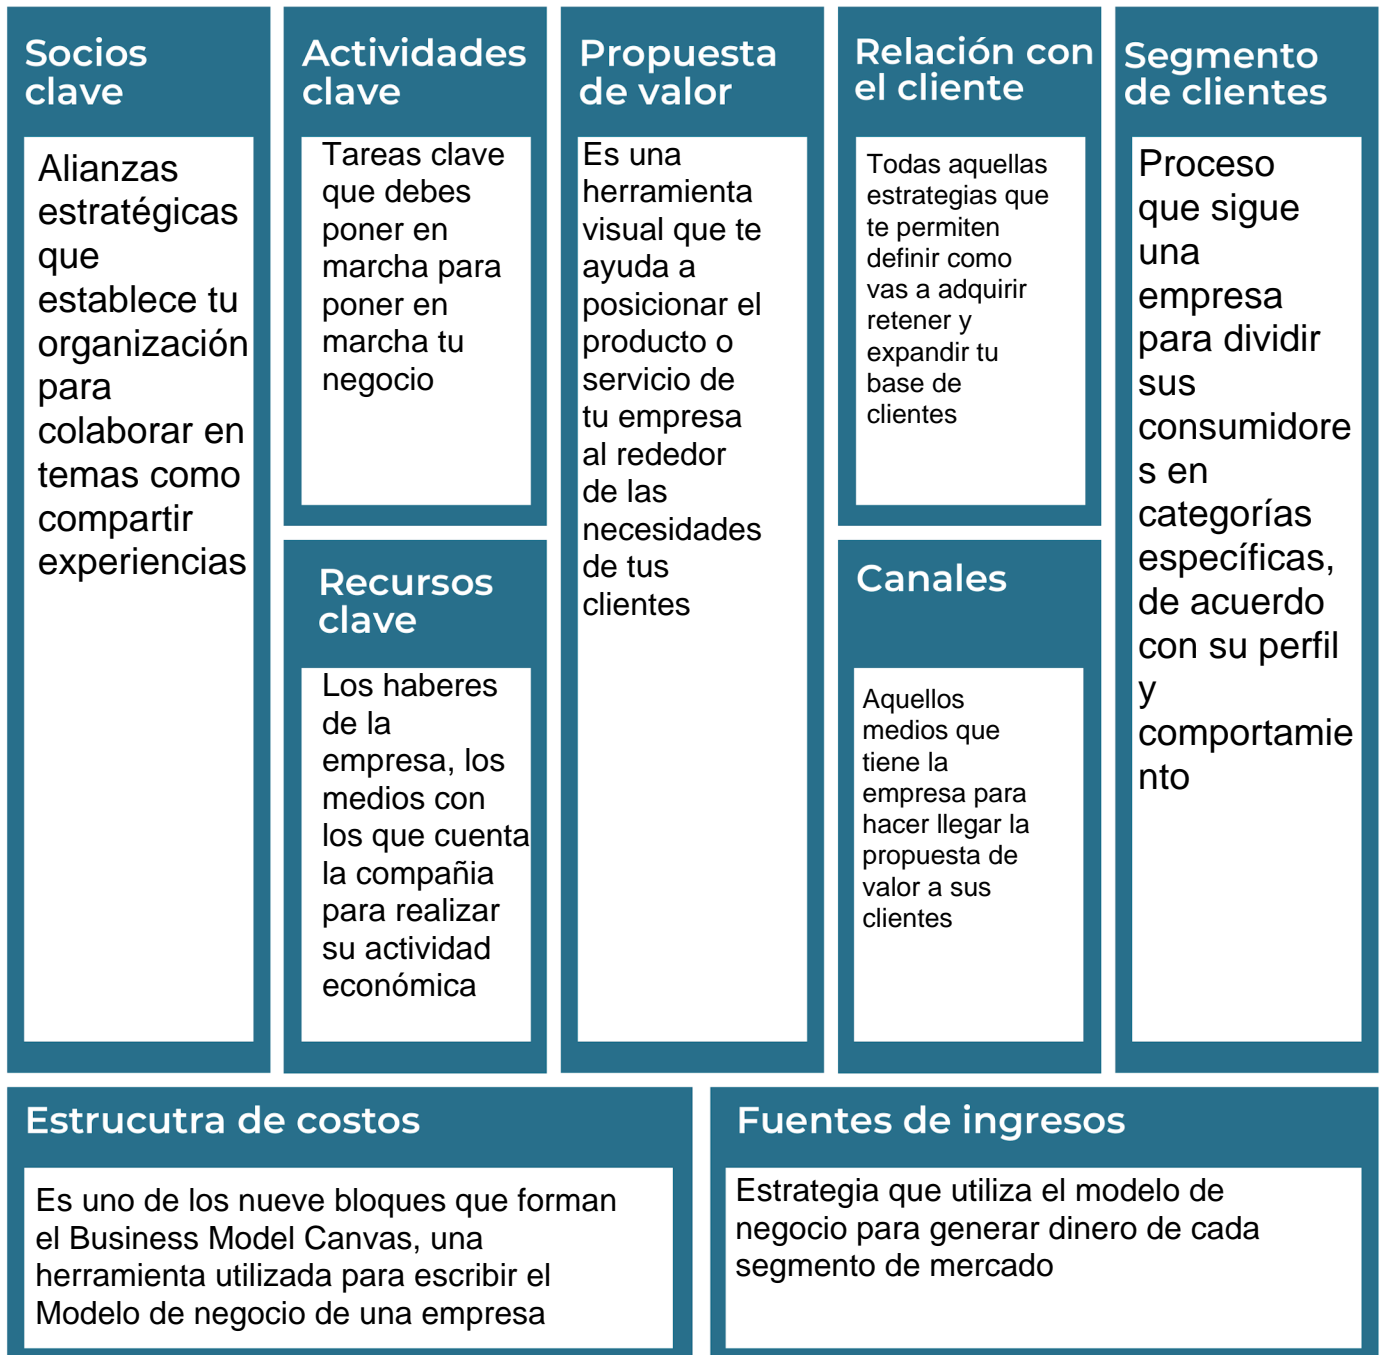 Socios
clave
Alianzas
estratégicas
que
establece tu
organización
para
colaborar en
temas como
compartir
experiencias
Actividades
clave
Tareas clave
que debes
poner en
marcha para
poner en
marcha tu
negocio
Recursos
clave
Los haberes
de la
empresa, los
medios con
los que cuenta
la compañia
para realizar
su actividad
económica
Propuesta
de valor
Es una
herramienta
visual que te
ayuda a
posicionar el
producto o
servicio de
tu empresa
al rededor
de las
necesidades
de tus
clientes
Relación con
el cliente
Todas aquellas
estrategias que
te permiten
definir como
vas a adquirir
retener y
expandir tu
base de
clientes
Canales
Aquellos
medios que
tiene la
empresa para
hacer llegar la
propuesta de
valor a sus
clientes
Segmento
de clientes
Proceso
que sigue
una
empresa
para dividir
sus
consumidore
s en
categorías
específicas,
de acuerdo
con su perfil
y
comportamie
nto
Estrucutra de costos
Es uno de los nueve bloques que forman
el Business Model Canvas, una
herramienta utilizada para escribir el
Modelo de negocio de una empresa
Fuentes de ingresos
Estrategia que utiliza el modelo de
negocio para generar dinero de cada
segmento de mercado